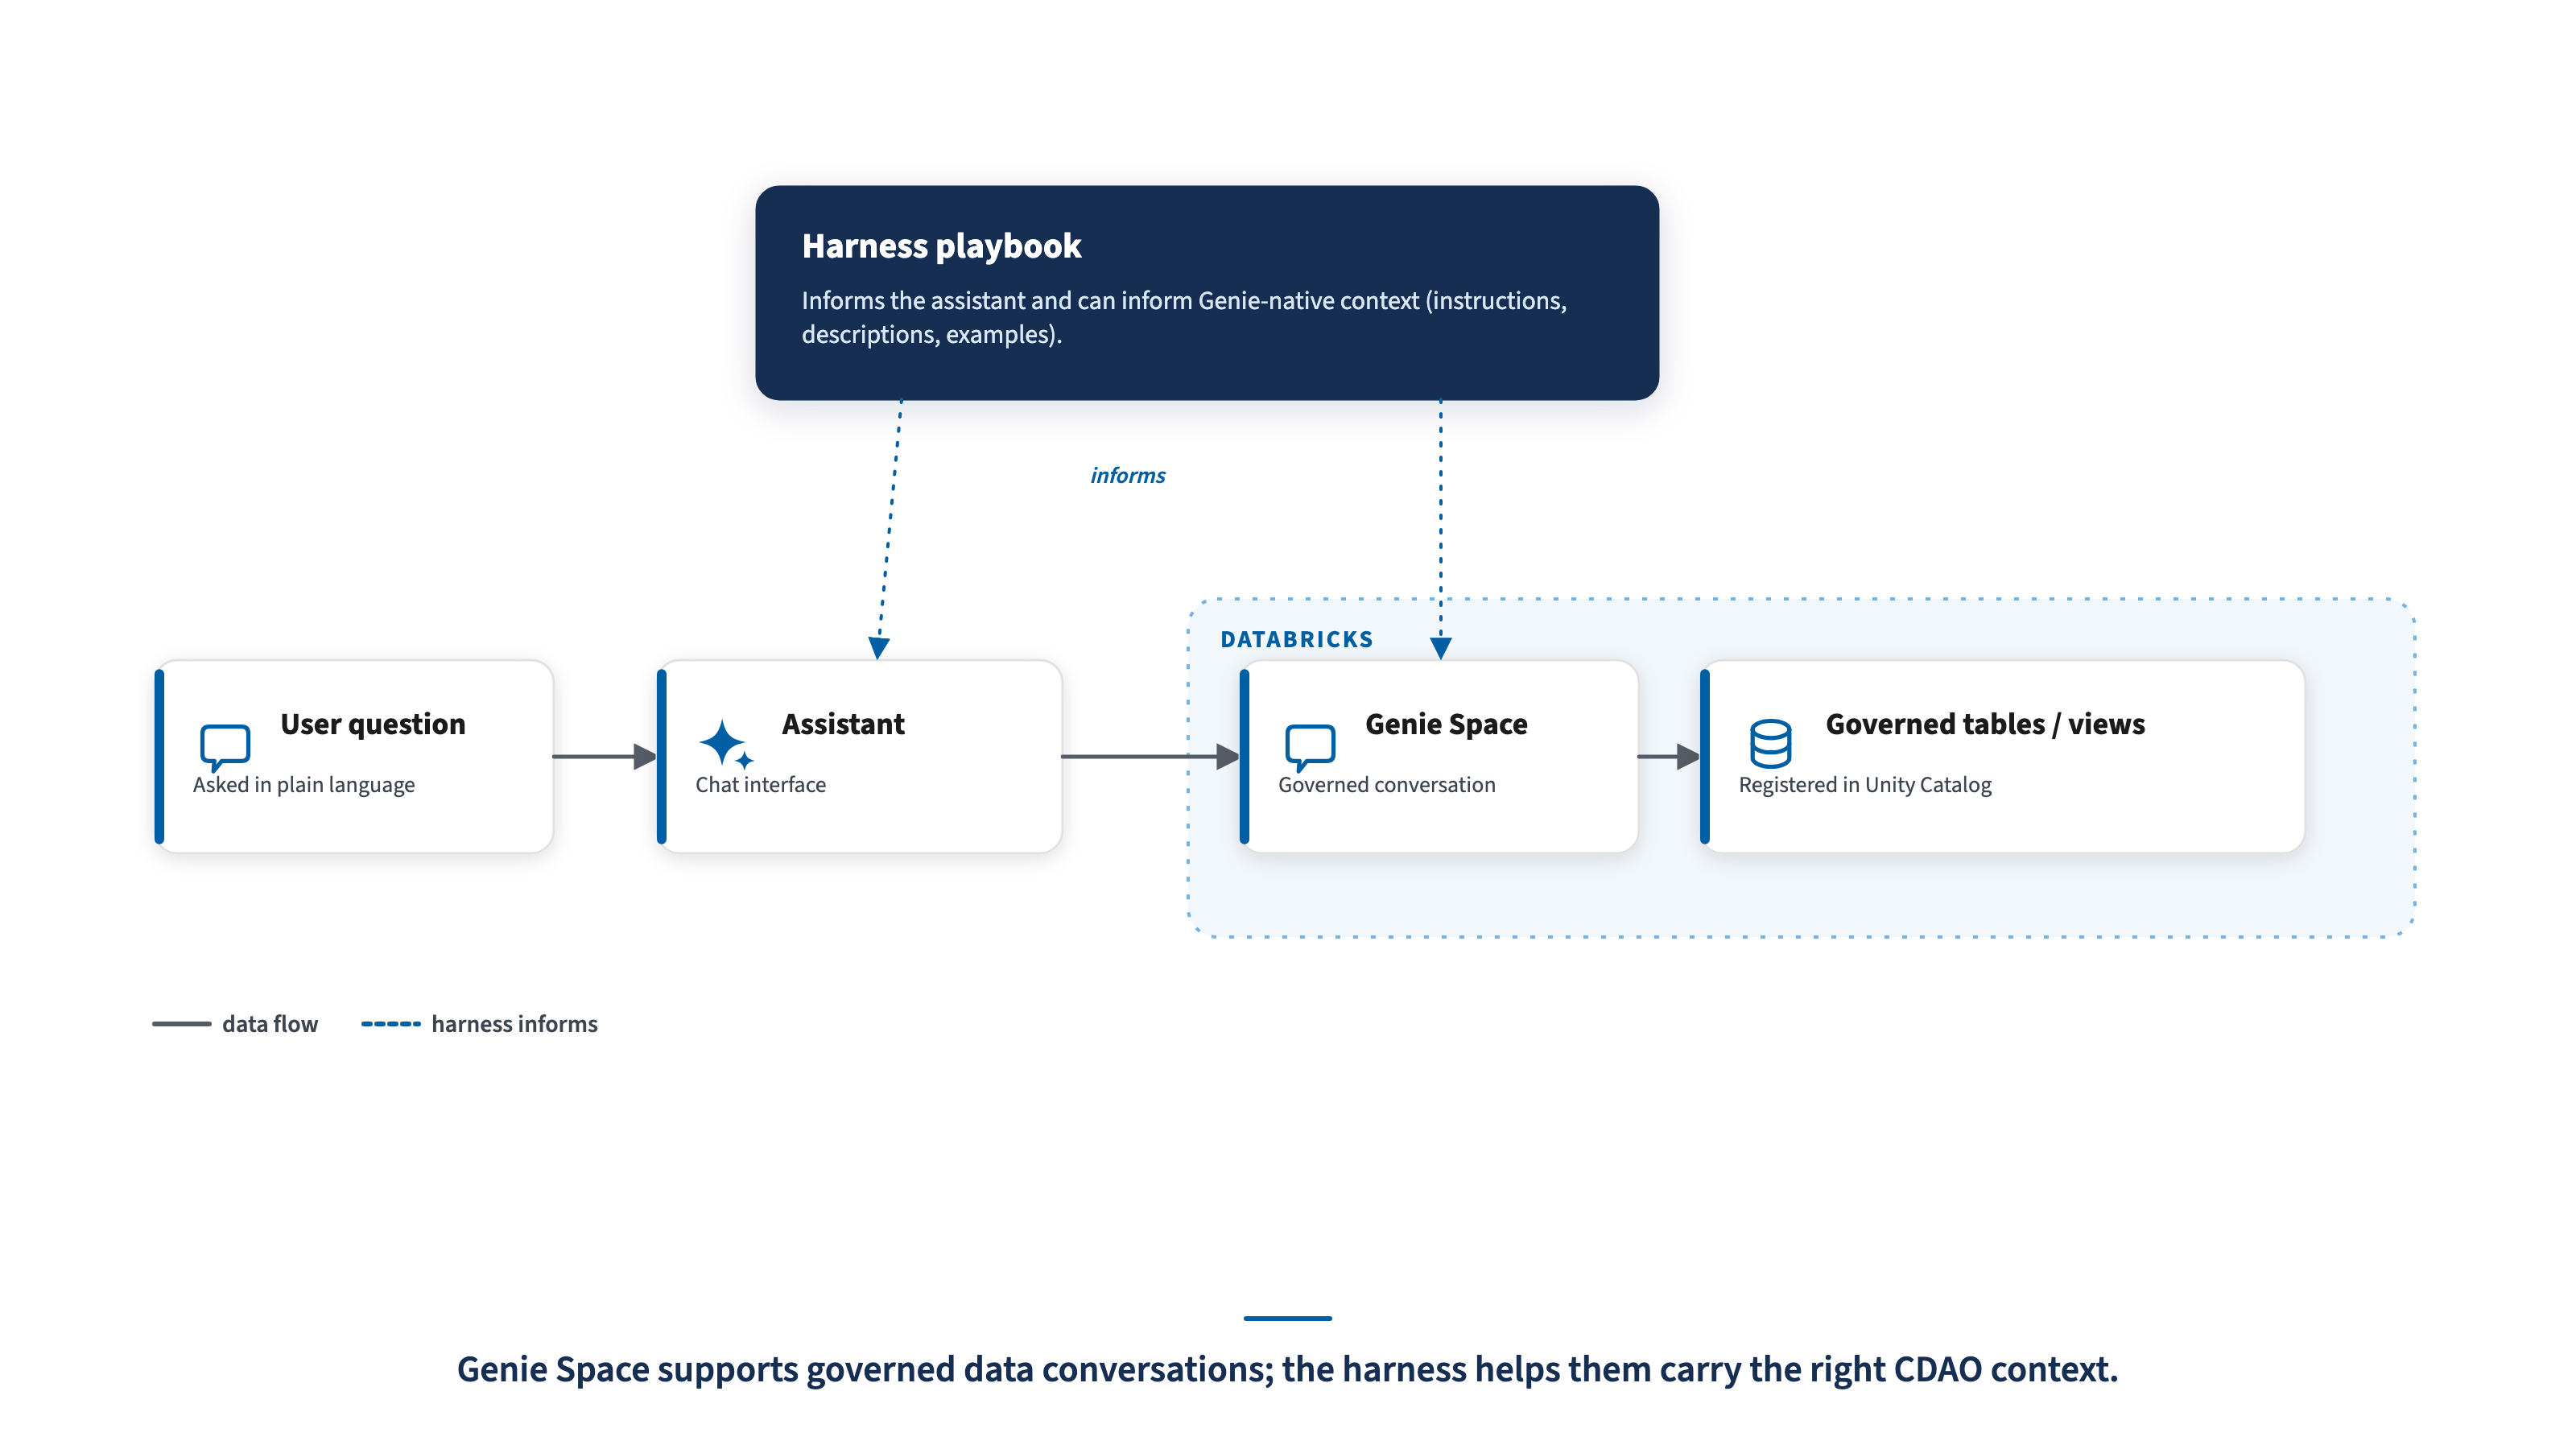 Harness playbook
Informs the assistant and can inform Genie-native context (instructions,
descriptions, examples).
informs
DATABRICKS
User question
Asked in plain language
Assistant
Chat interface
Genie Space
Governed conversation
Governed tables / views
Registered in Unity Catalog
data flow
harness informs
Genie Space supports governed data conversations; the harness helps them carry the right CDAO context.